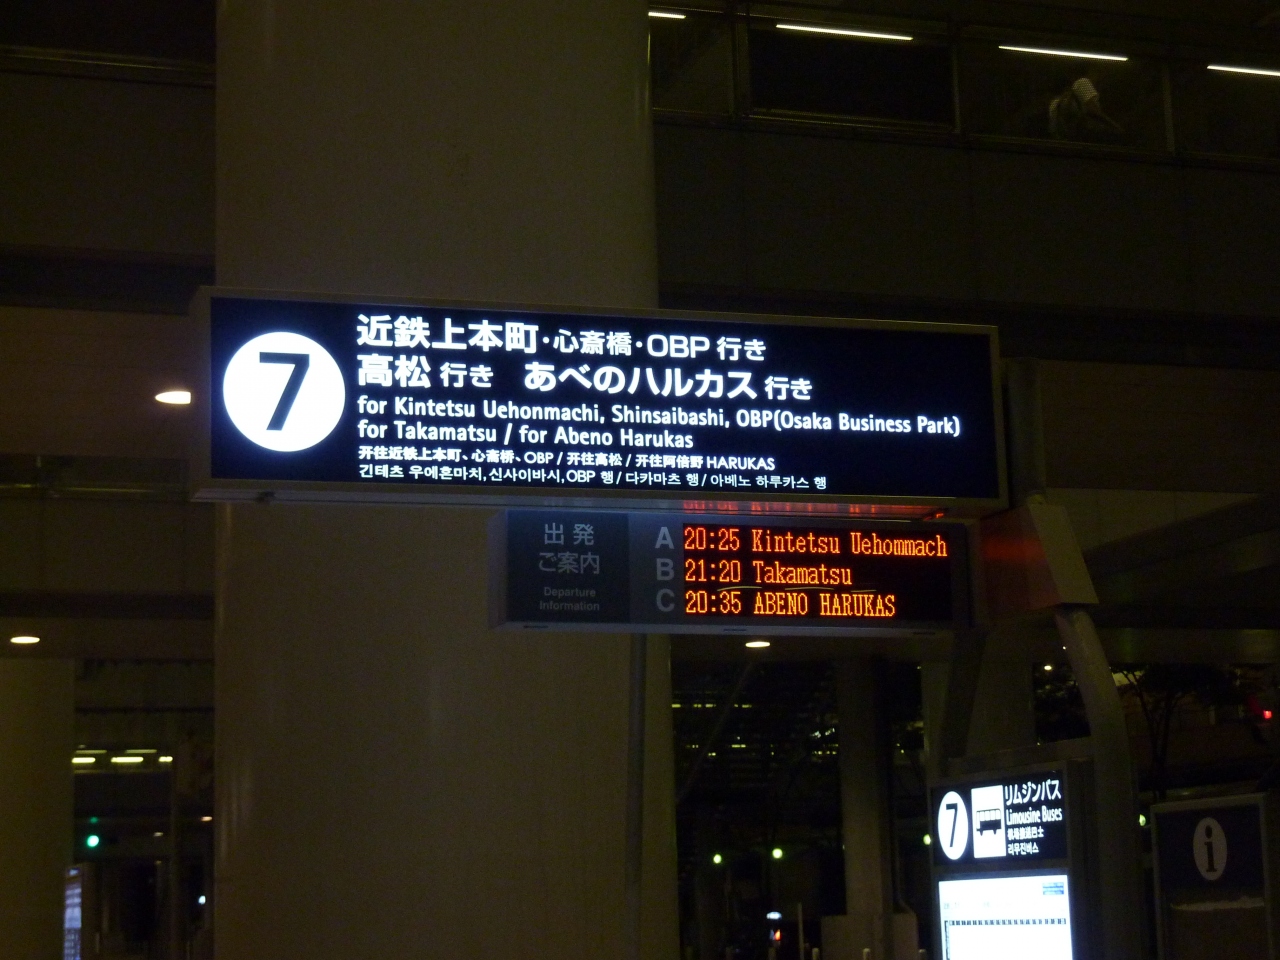 7
近鉄上本町・心斎橋・OBP 行き
高松 行き あべのハルカス 行き
for Kintetsu Uehonmachi, Shinsaibashi, OBP(Osaka Business Park)
for Takamatsu / for Abeno Harukas
开往近铁上本町、心斋桥、OBP / 开往高松 / 开往阿倍野 HARUKAS
긴테츠 우에혼마치, 신사이바시, OBP 행 / 다카마츠 행 / 아베노 하루카스 행
出発
ご案内
Departure
Information
A 20:25 Kintetsu Uehommach
B 21:20 Takamatsu
C 20:35 ABENO HARUKAS
7
リムジンバス
Limousine Buses
리무진버스
i